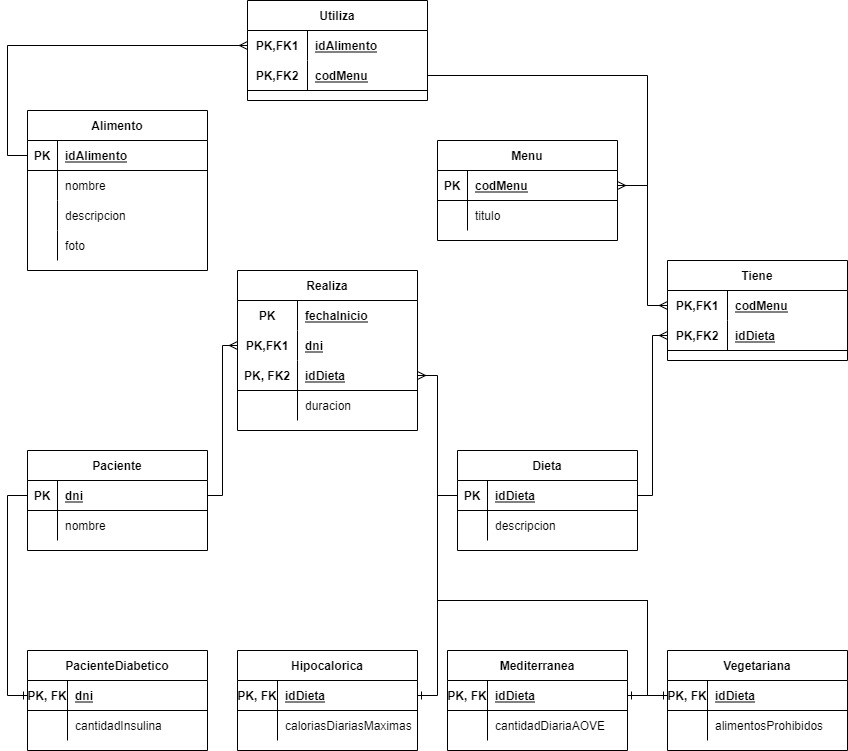 Utiliza
PK,FK1 idAlimento
PK,FK2 codMenu
Alimento
PK idAlimento
nombre
descripcion
foto
Menu
PK codMenu
titulo
Tiene
PK,FK1 codMenu
PK,FK2 idDieta
Realiza
PK fechaInicio
PK,FK1 dni
PK, FK2 idDieta
duracion
Paciente
PK dni
nombre
Dieta
PK idDieta
descripcion
PacienteDiabetico
PK, FK dni
cantidadInsulina
Hipocalorica
PK, FK idDieta
caloriasDiariasMaximas
Mediterranea
PK, FK idDieta
cantidadDiariaAOVE
Vegetariana
PK, FK idDieta
alimentosProhibidos